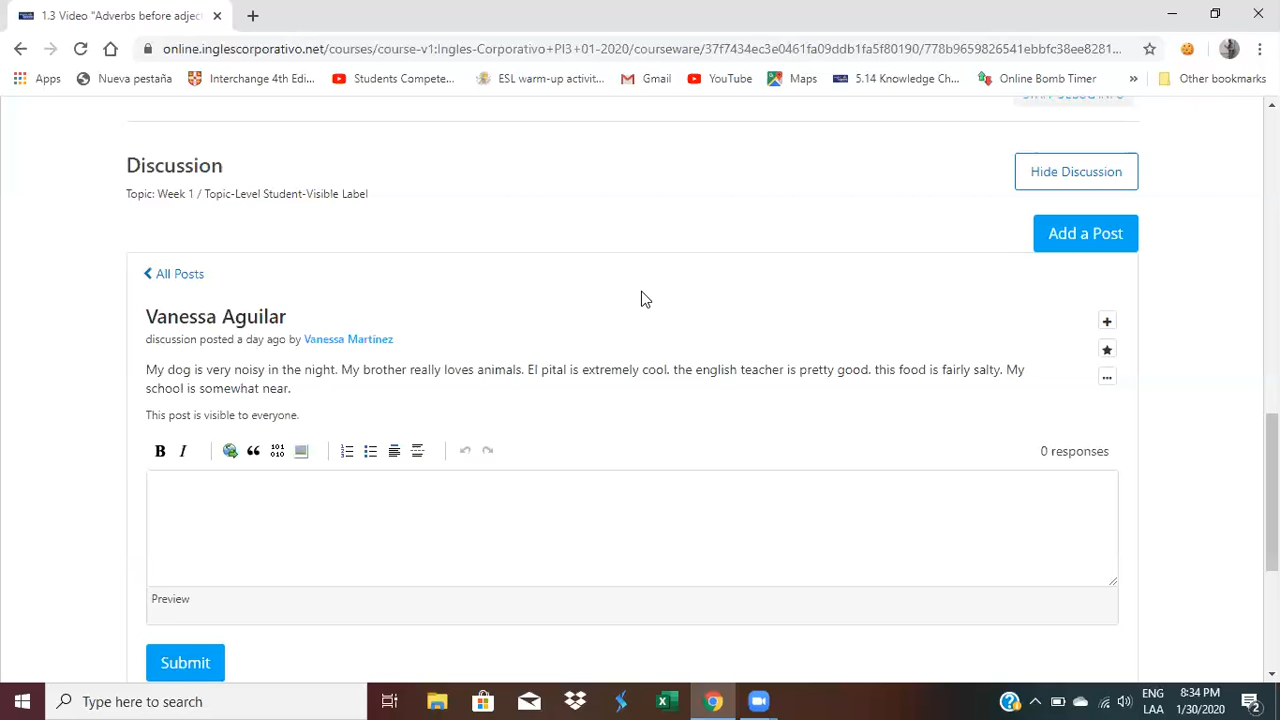 1.3 Video "Adverbs before adject
online.inglescorporativo.net/courses/course-v1:Ingles-Corporativo+PI3+01-2020/courseware/37f7434ec3e0461fa09ddb1fa5f80190/778b9659826541ebbfc38ee8281...
Apps Nueva pestaña Interchange 4th Edi... Students Compete... ESL warm-up activit... Gmail YouTube Maps 5.14 Knowledge Ch... Online Bomb Timer » Other bookmarks
STAFF DEBUG INFO
Discussion
Hide Discussion
Topic: Week 1 / Topic-Level Student-Visible Label
Add a Post
All Posts
Vanessa Aguilar
discussion posted a day ago by Vanessa Martínez
My dog is very noisy in the night. My brother really loves animals. El pital is extremely cool. the english teacher is pretty good. this food is fairly salty. My
school is somewhat near.
This post is visible to everyone.
B I 0 responses
Preview
Submit
Type here to search
ENG 8:34 PM
LAA 1/30/2020 2